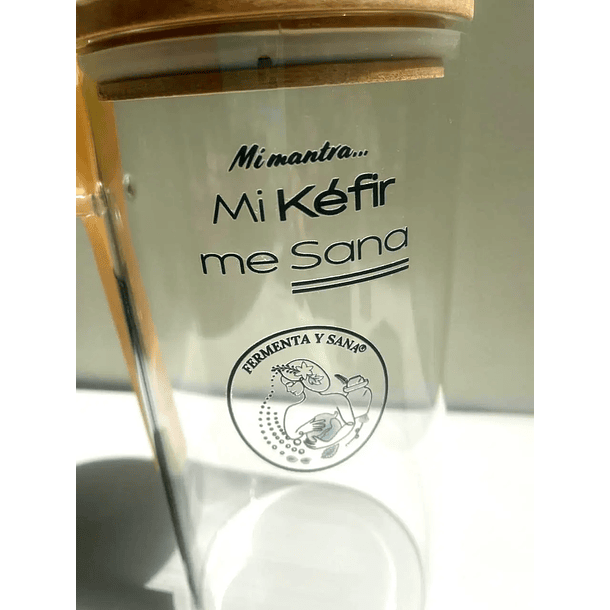 Mi mantra...
Mi Kéfir
me Sana
FERMENTA Y SANA®